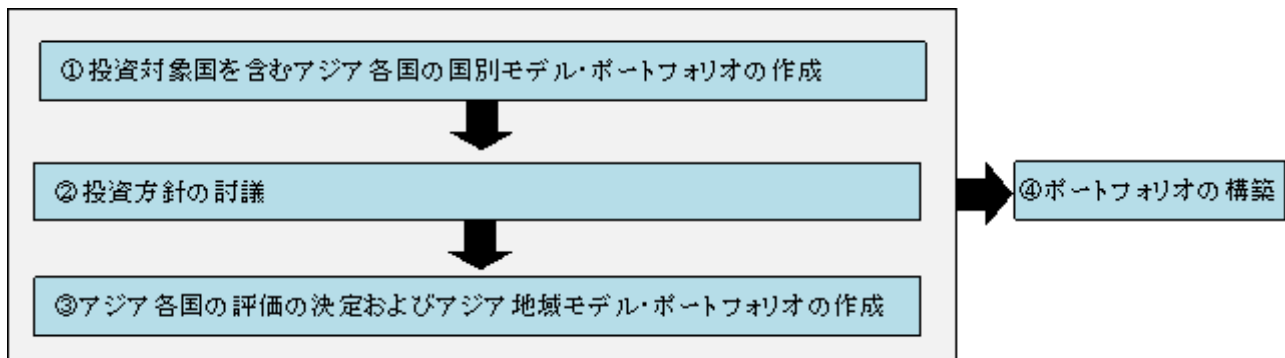 ①投資対象国を含むアジア各国の国別モデル・ポートフォリオの作成
②投資方針の討議
③アジア各国の評価の決定およびアジア地域モデル・ポートフォリオの作成
④ポートフォリオの構築